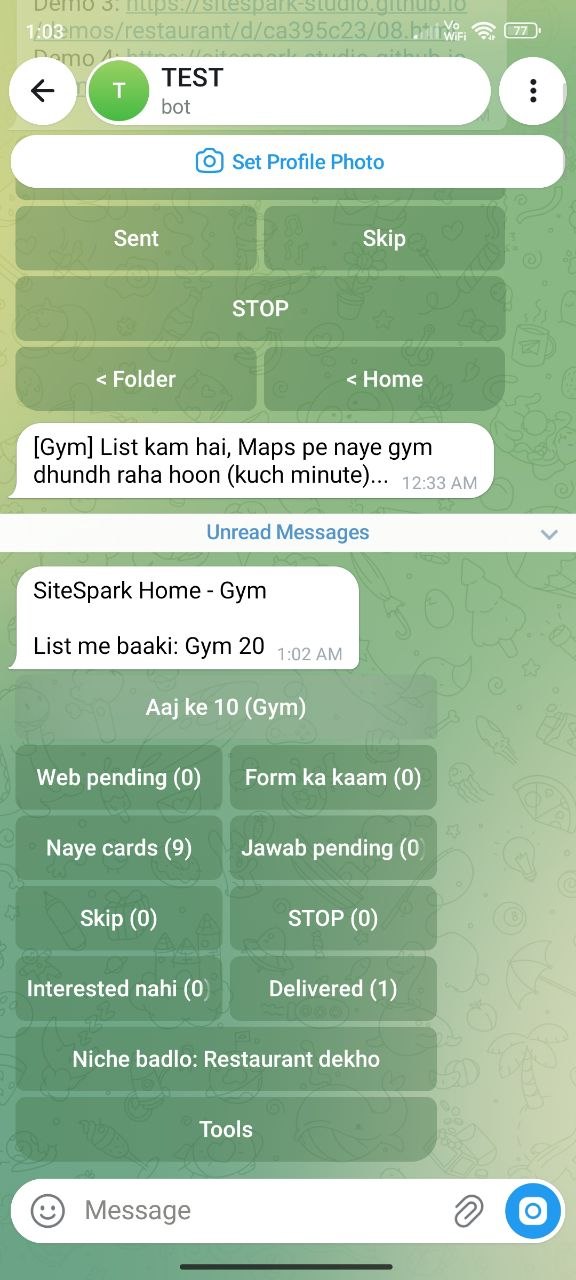 Demo 3: https://sitespark-studio.github.io
1:03
Vo
WiFi
77
demos/restaurant/d/ca395c23/08.html
Demo 4: https://sitespark-studio.github.io
T
TEST
bot
Set Profile Photo
Sent
Skip
STOP
< Folder
< Home
[Gym] List kam hai, Maps pe naye gym
dhundh raha hoon (kuch minute)...
12:33 AM
Unread Messages
SiteSpark Home - Gym
List me baaki: Gym 20
1:02 AM
Aaj ke 10 (Gym)
Web pending (0)
Form ka kaam (0)
Naye cards (9)
Jawab pending (0
Skip (0)
STOP (0)
Interested nahi (0)
Delivered (1)
Niche badlo: Restaurant dekho
Tools
Message